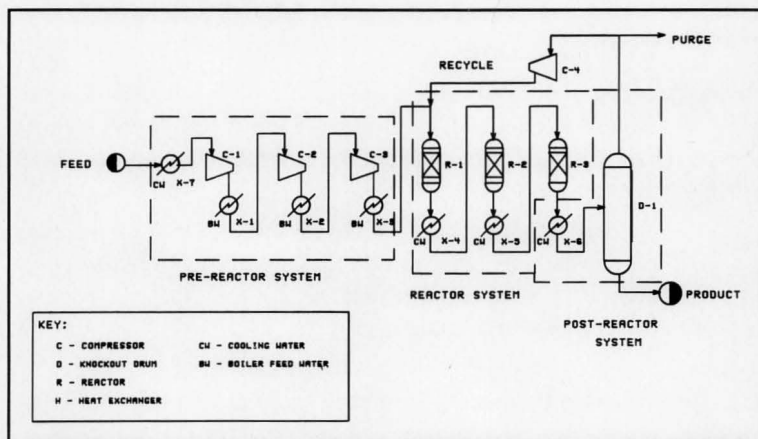 PURGE
RECYCLE
C-4
FEED
CW
X-7
C-1
C-2
C-3
R-1
R-2
R-3
D-1
BW
X-1
BW
X-2
BW
X-3
CW
X-4
CW
X-5
CW
X-6
PRE-REACTOR SYSTEM
REACTOR SYSTEM
PRODUCT
POST-REACTOR
SYSTEM
KEY:
C - COMPRESSOR
CW - COOLING WATER
D - KNOCKOUT DRUM
BW - BOILER FEED WATER
R - REACTOR
H - HEAT EXCHANGER